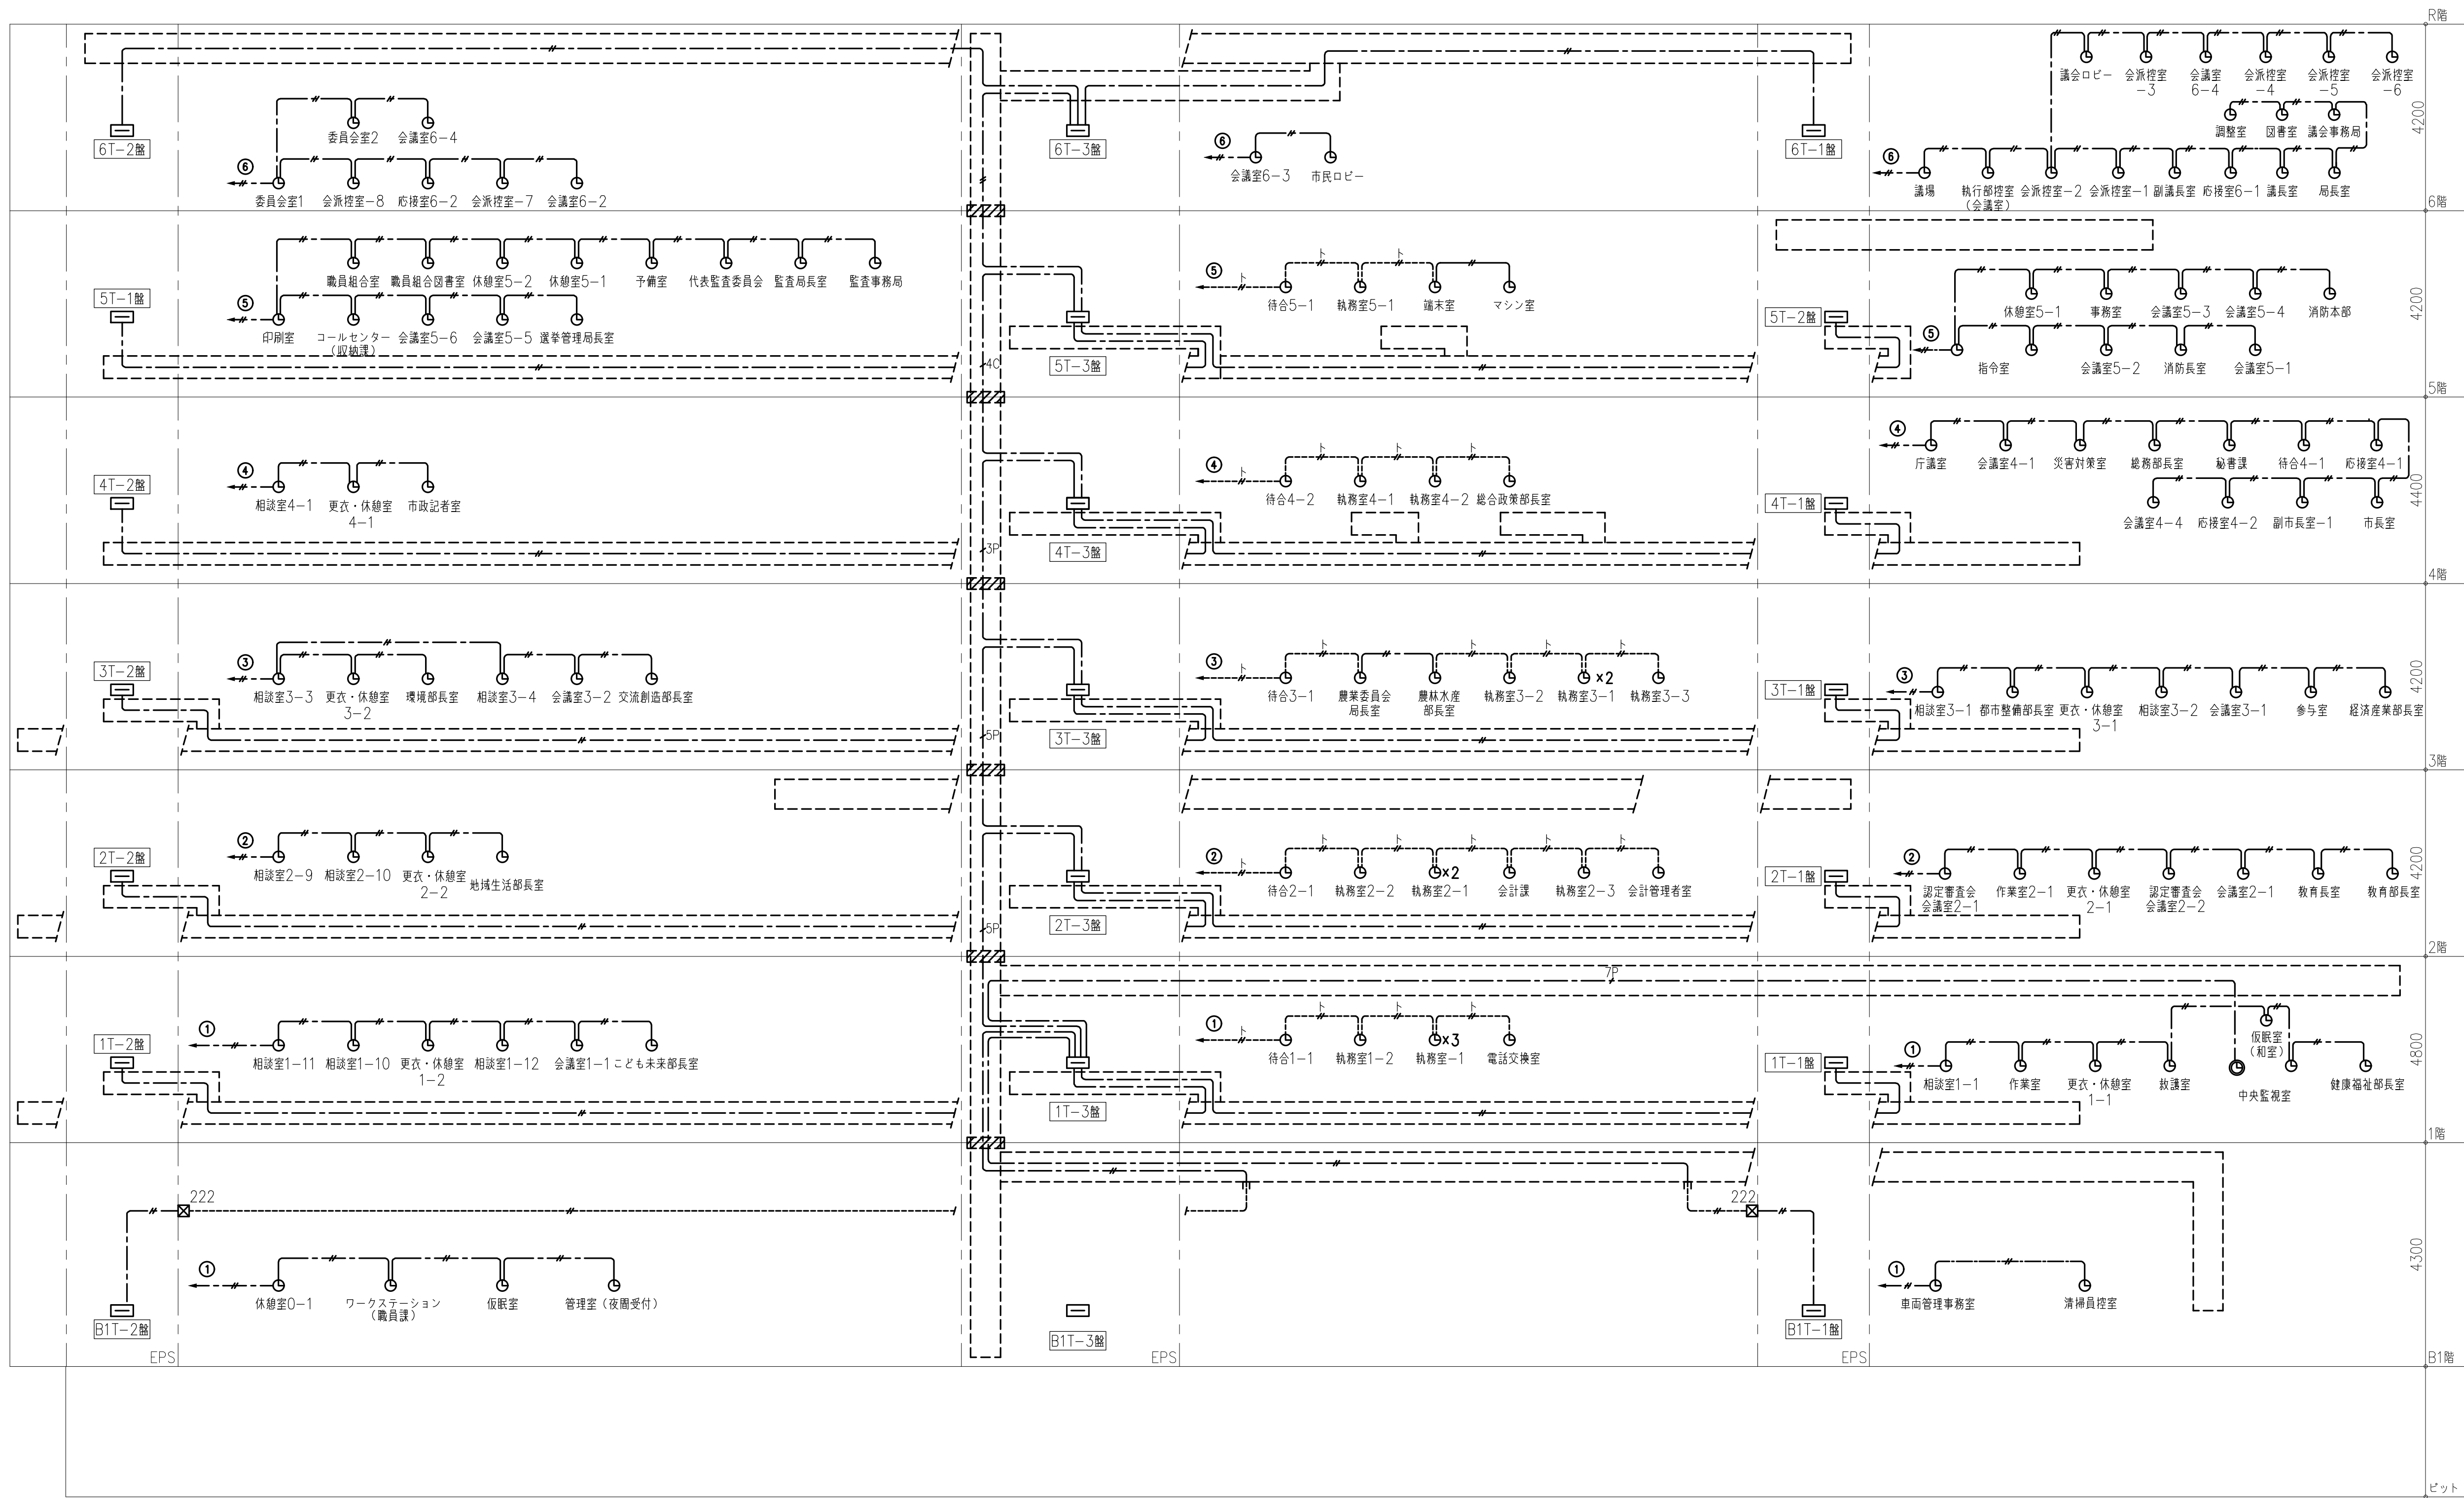 R階
議会ロビー 会派控室-3 会議室6-4 会派控室-4 会派控室-5 会派控室-6
調整室 図書室 議会事務局
委員会室2 会議室6-4
6T-2盤
6T-3盤
6T-1盤
4200
⑥
委員会室1 会派控室-8 応接室6-2 会派控室-7 会議室6-2
⑥
会議室6-3 市民ロビー
⑥
議場 執行部控室 会派控室-2 会派控室-1 副議長室 応接室6-1 議長室 局長室
(会議室)
6階
職員組合室 職員組合図書室 休憩室5-2 休憩室5-1 予備室 代表監査委員会 監査局長室 監査事務局
5T-1盤
⑤
印刷室 コールセンター 会議室5-6 会議室5-5 選挙管理局長室
(収納課)
⑤
ト ト ト
待合5-1 執務室5-1 端末室 マシン室
5T-3盤
4C
5T-2盤
休憩室5-1 事務室 会議室5-3 会議室5-4 消防本部
⑤
指令室 会議室5-2 消防長室 会議室5-1
4200
5階
4T-2盤
④
相談室4-1 更衣・休憩室 市政記者室
4-1
④
ト ト ト ト
待合4-2 執務室4-1 執務室4-2 総合政策部長室
4T-3盤
3P
4T-1盤
④
庁議室 会議室4-1 災害対策室 総務部長室 秘書課 待合4-1 応接室4-1
会議室4-4 応接室4-2 副市長室-1 市長室
4400
4階
3T-2盤
③
相談室3-3 更衣・休憩室 環境部長室 相談室3-4 会議室3-2 交流創造部長室
3-2
③
ト ト ト ト ト
待合3-1 農業委員会 農林水産 執務室3-2 執務室3-1 執務室3-3
局長室 部長室
×2
3T-3盤
5P
3T-1盤
③
相談室3-1 都市整備部長室 更衣・休憩室 相談室3-2 会議室3-1 参与室 経済産業部長室
3-1
4200
3階
2T-2盤
②
相談室2-9 相談室2-10 更衣・休憩室 地域生活部長室
2-2
②
ト ト ト ト ト ト
×2
待合2-1 執務室2-2 執務室2-1 会計課 執務室2-3 会計管理者室
2T-3盤
5P
2T-1盤
②
認定審査会 作業室2-1 更衣・休憩室 認定審査会 会議室2-1 教育長室 教育部長室
会議室2-1 2-1 会議室2-2
4200
2階
7P
1T-2盤
①
相談室1-11 相談室1-10 更衣・休憩室 相談室1-12 会議室1-1 こども未来部長室
1-2
①
ト ト ト ト
×3
待合1-1 執務室1-2 執務室-1 電話交換室
1T-3盤
1T-1盤
①
仮眠室
(和室)
相談室1-1 作業室 更衣・休憩室 救護室 中央監視室 健康福祉部長室
1-1
4800
1階
222
222
①
休憩室0-1 ワークステーション 仮眠室 管理室(夜間受付)
(職員課)
①
車両管理事務室 清掃員控室
B1T-2盤
B1T-3盤
B1T-1盤
4300
EPS
EPS
EPS
B1階
ピット